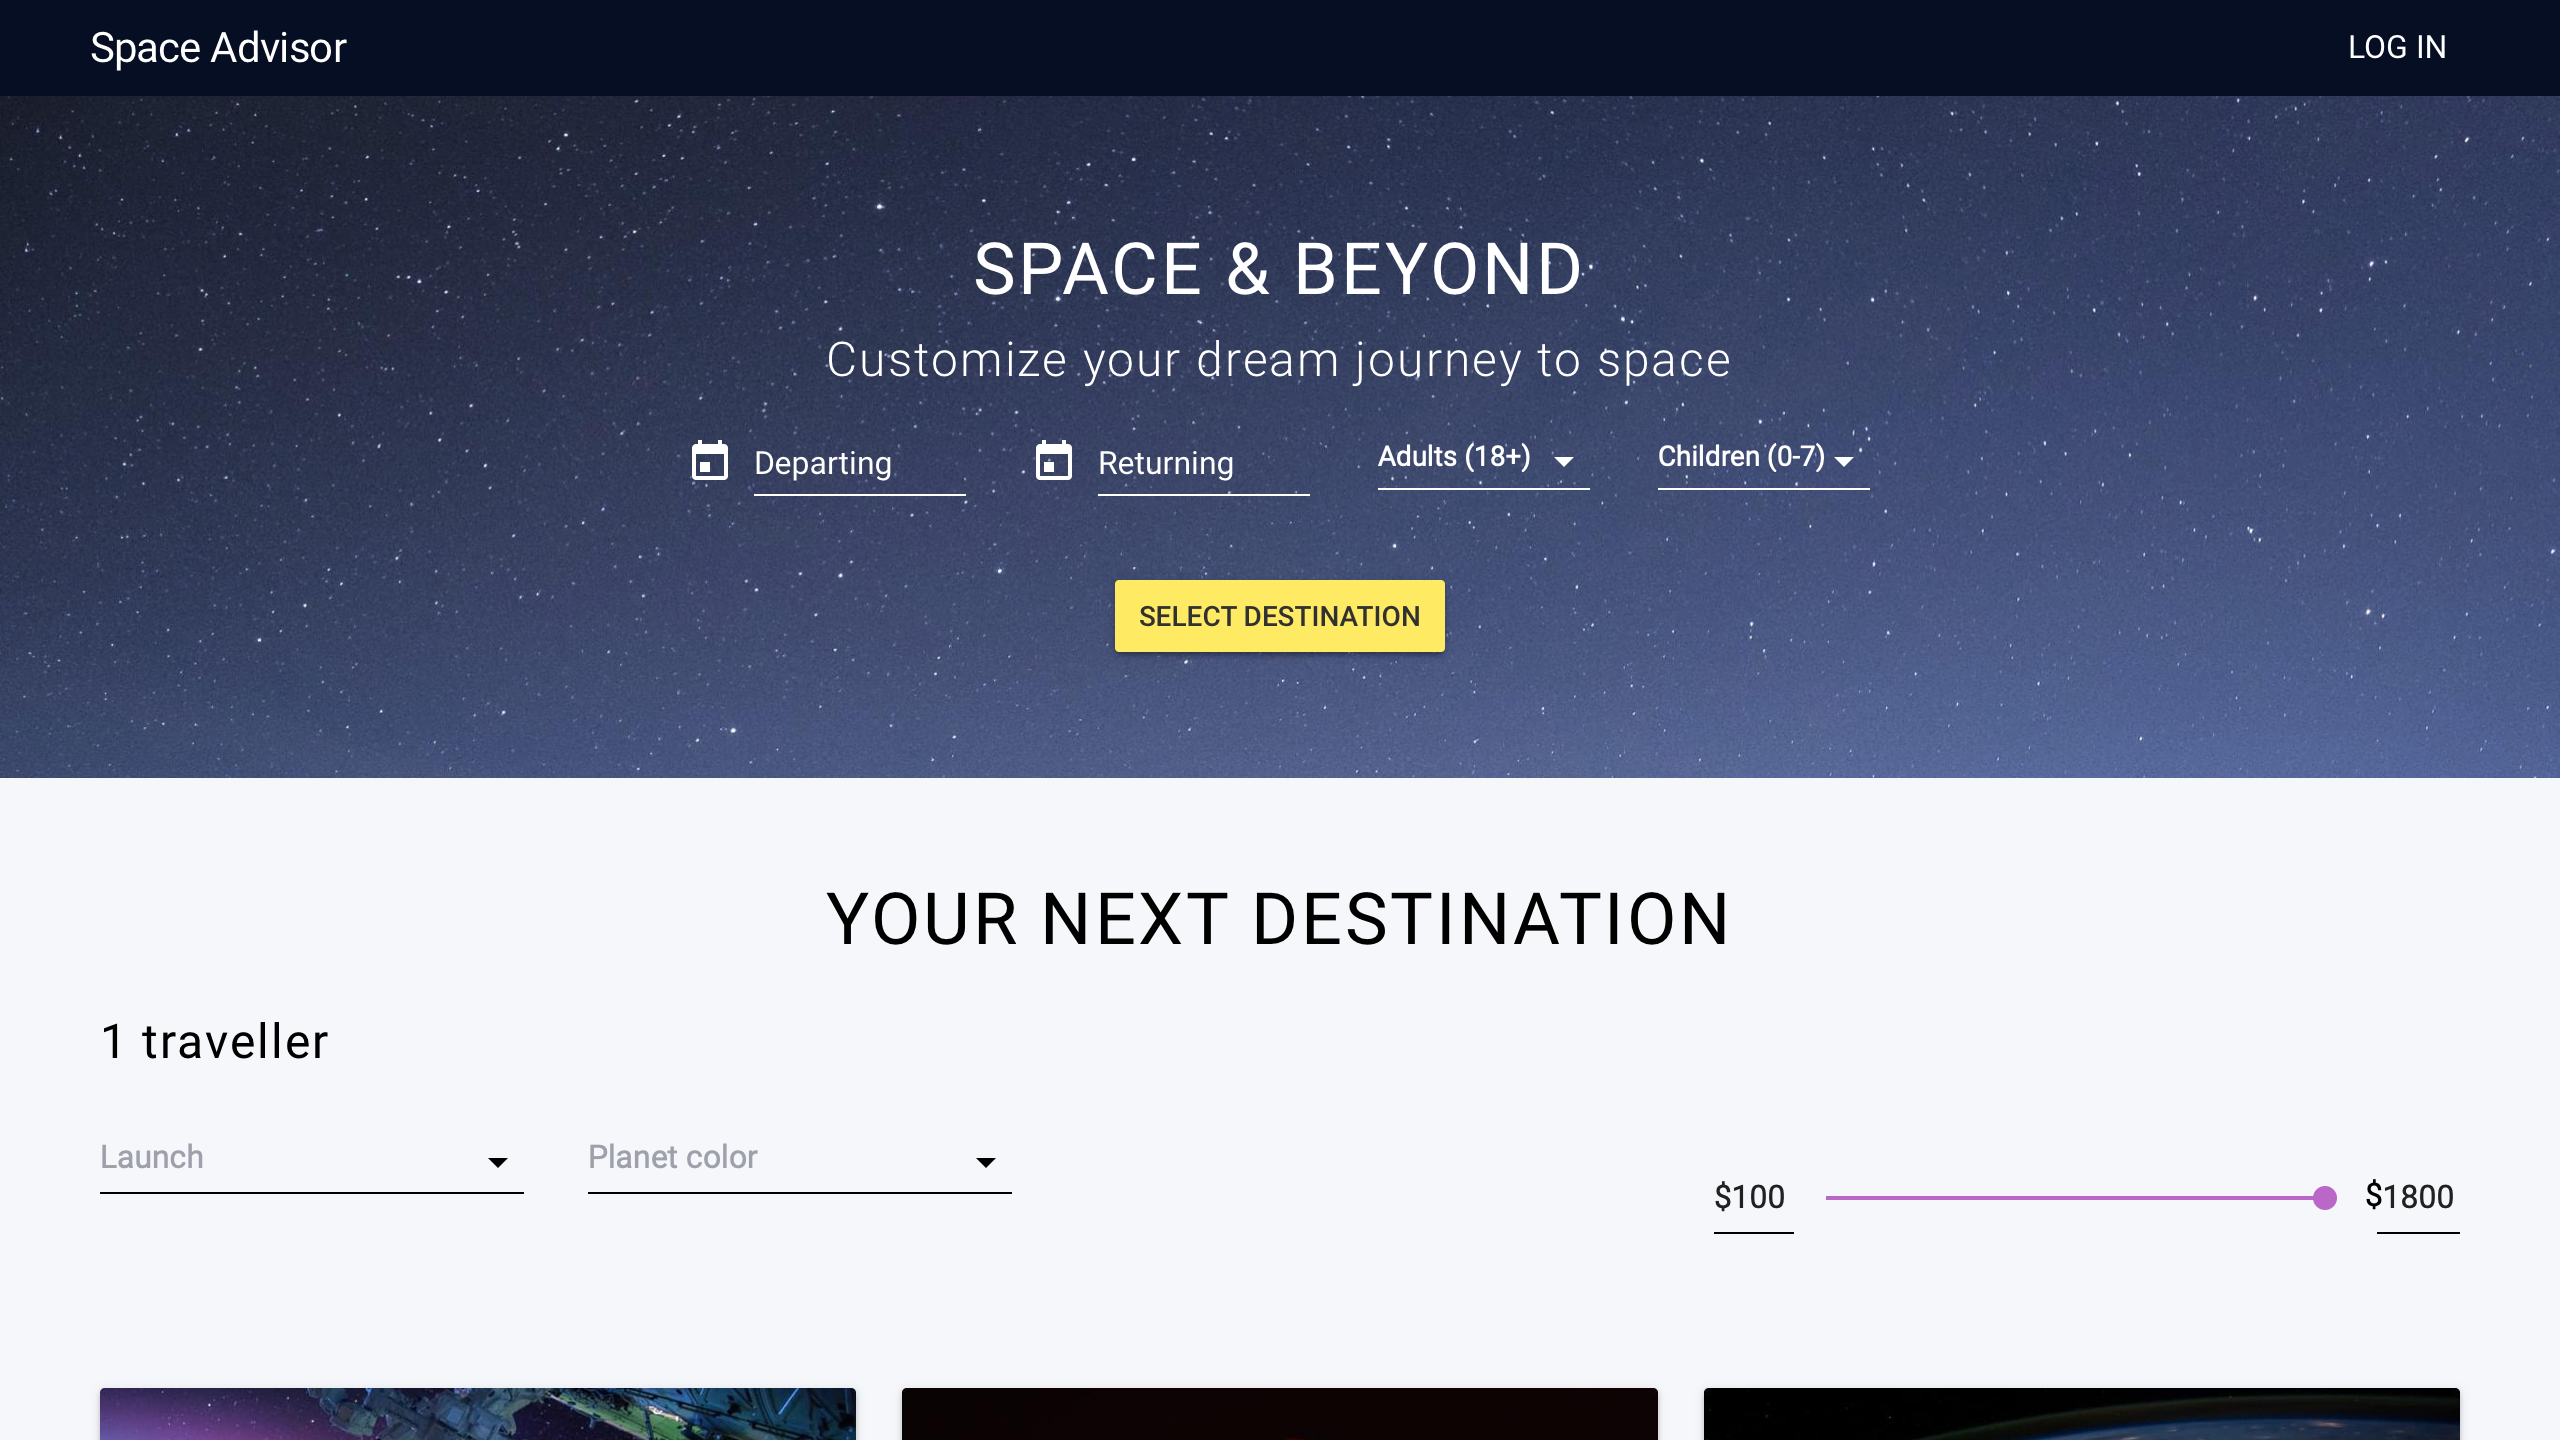 Space Advisor
LOG IN
SPACE & BEYOND
Customize your dream journey to space
Departing
Returning
Adults (18+)
Children (0-7)
SELECT DESTINATION
YOUR NEXT DESTINATION
1 traveller
Launch
Planet color
$100
$1800